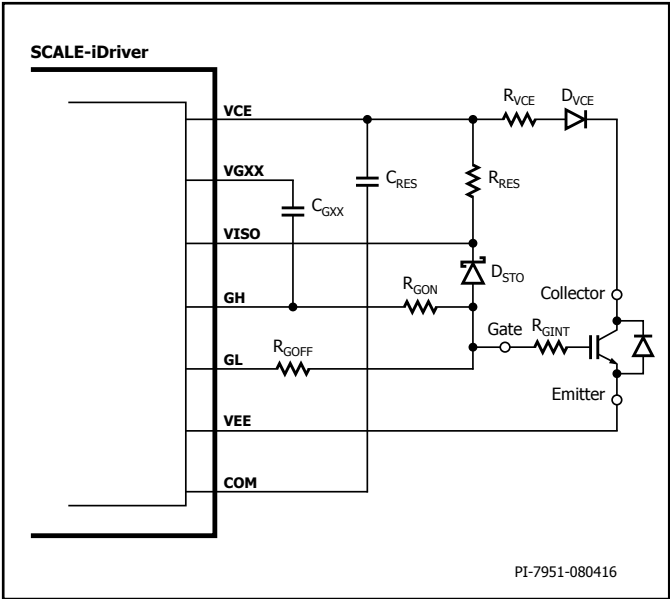 SCALE-iDriver
RVCE
DVCE
VCE
VGXX
CGXX
CRES
RRES
VISO
DSTO
RGON
GH
Collector
Gate
RGINT
RGOFF
GL
Emitter
VEE
COM
PI-7951-080416